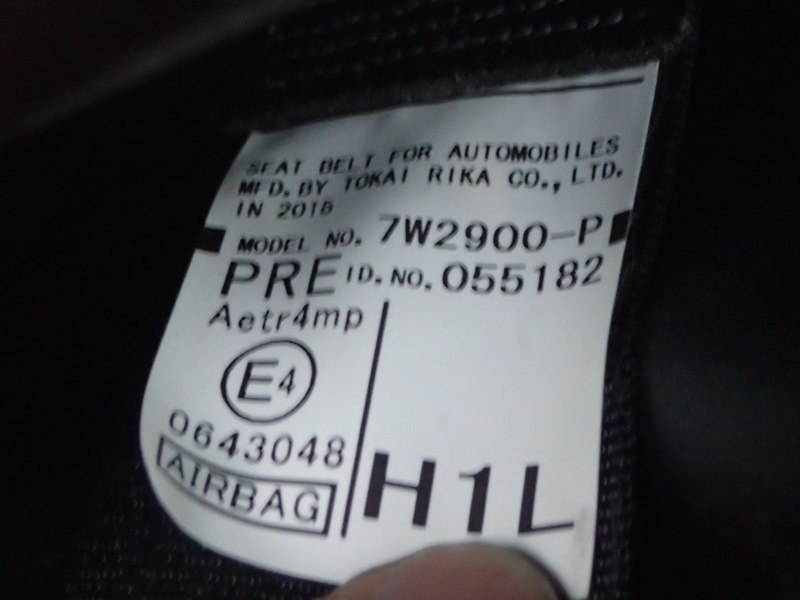 SEAT BELT FOR AUTOMOBILES
MFD. BY TOKAI RIKA CO., LTD.
IN 2015
MODEL NO. 7W2900-P
PRE ID. NO. 055182
Aetr4mp
E4
0643048
AIRBAG
H1L